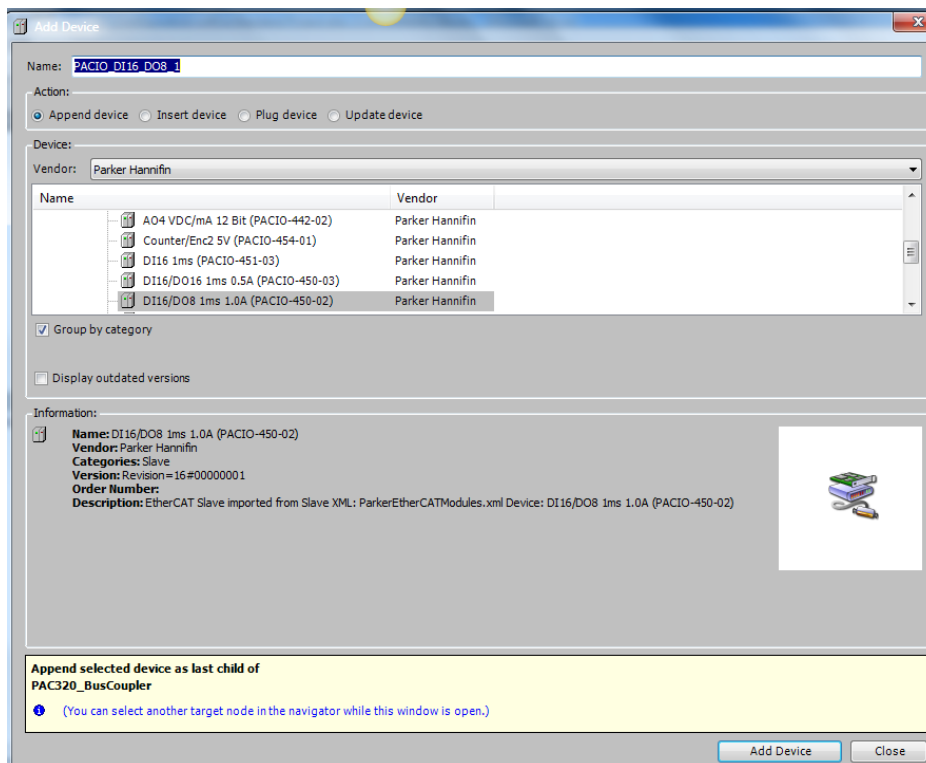 Add Device
Name: PACIO_DI16_DO8_1
Action:
Append device Insert device Plug device Update device
Device:
Vendor: Parker Hannifin
Name Vendor
AO4 VDC/mA 12 Bit (PACIO-442-02) Parker Hannifin
Counter/Enc2 5V (PACIO-454-01) Parker Hannifin
DI16 1ms (PACIO-451-03) Parker Hannifin
DI16/DO16 1ms 0.5A (PACIO-450-03) Parker Hannifin
DI16/DO8 1ms 1.0A (PACIO-450-02) Parker Hannifin
Group by category
Display outdated versions
Information:
Name: DI16/DO8 1ms 1.0A (PACIO-450-02)
Vendor: Parker Hannifin
Categories: Slave
Version: Revision=16#00000001
Order Number:
Description: EtherCAT Slave imported from Slave XML: ParkerEtherCATModules.xml Device: DI16/DO8 1ms 1.0A (PACIO-450-02)
Append selected device as last child of
PAC320_BusCoupler
(You can select another target node in the navigator while this window is open.)
Add Device Close